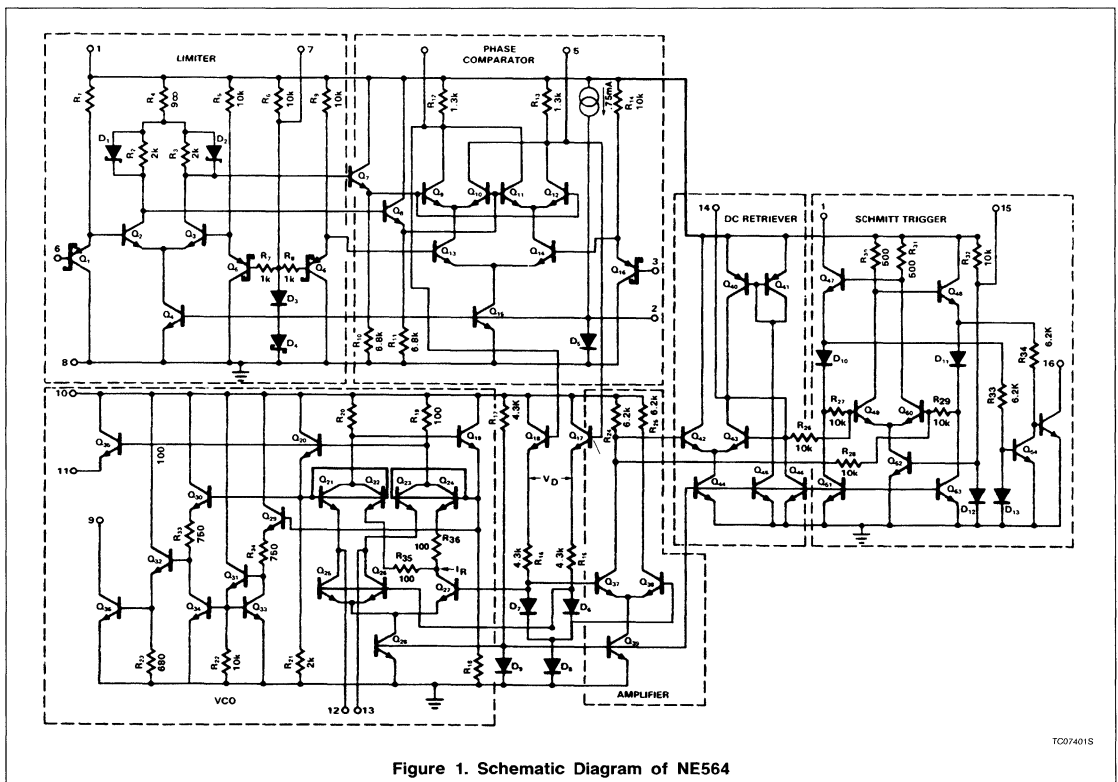 1
7
LIMITER
PHASE
COMPARATOR
5
R1
R4
900
R5
10k
R6
10k
R9
10k
R12
1.3k
R13
1.3k
.75mA
R14
10k
D1
R2
2k
R3
2k
D2
Q7
Q8
Q9
Q10
Q11
Q12
Q2
Q3
6
Q1
Q6
R7
1k
R8
1k
Q6
Q13
Q14
Q16
3
D3
D4
Q4
Q15
2
R10
6.8k
R11
6.8k
D5
8
14
DC RETRIEVER
SCHMITT TRIGGER
1
15
Q40
Q41
Q47
R30
500
R31
500
Q48
R32
10k
D10
D11
R34
6.2K
R33
6.2K
16
R27
10k
Q49
Q60
R29
10k
Q42
Q43
R26
10k
R28
10k
Q54
Q52
Q44
Q45
Q46
Q51
Q53
D12
D13
10
Q35
11
100
Q30
Q29
R33
750
R34
750
9
Q32
Q31
Q36
Q34
Q33
R23
680
R22
10k
R21
2k
R20
R19
100
Q20
Q19
Q21
Q22
Q23
Q24
R36
100
R35
100
IR
Q25
Q26
Q27
Q28
R18
R17
4.3K
Q18
Q17
VD
4.3k
R16
4.3k
R15
D7
D6
D9
D8
R24
6.2k
R25
6.2k
Q37
Q38
Q39
VCO
12
13
AMPLIFIER
TC07401S
Figure 1. Schematic Diagram of NE564